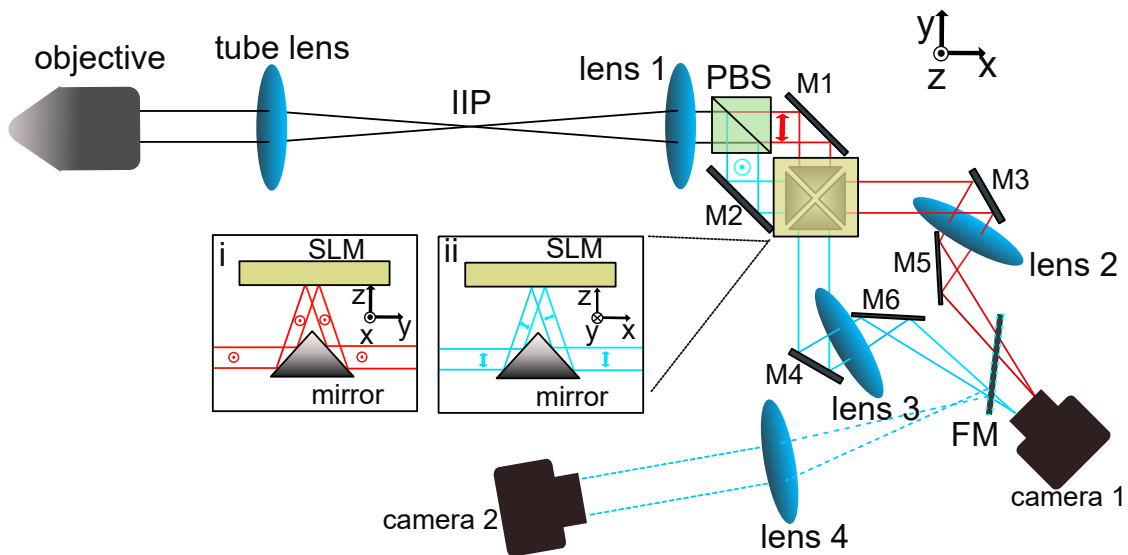 objective
tube lens
IIP
lens 1
PBS
M1
y
z
x
M2
M3
lens 2
M5
M6
M4
lens 3
FM
camera 1
camera 2
lens 4
i
SLM
z
x
y
mirror
ii
SLM
z
y
x
mirror